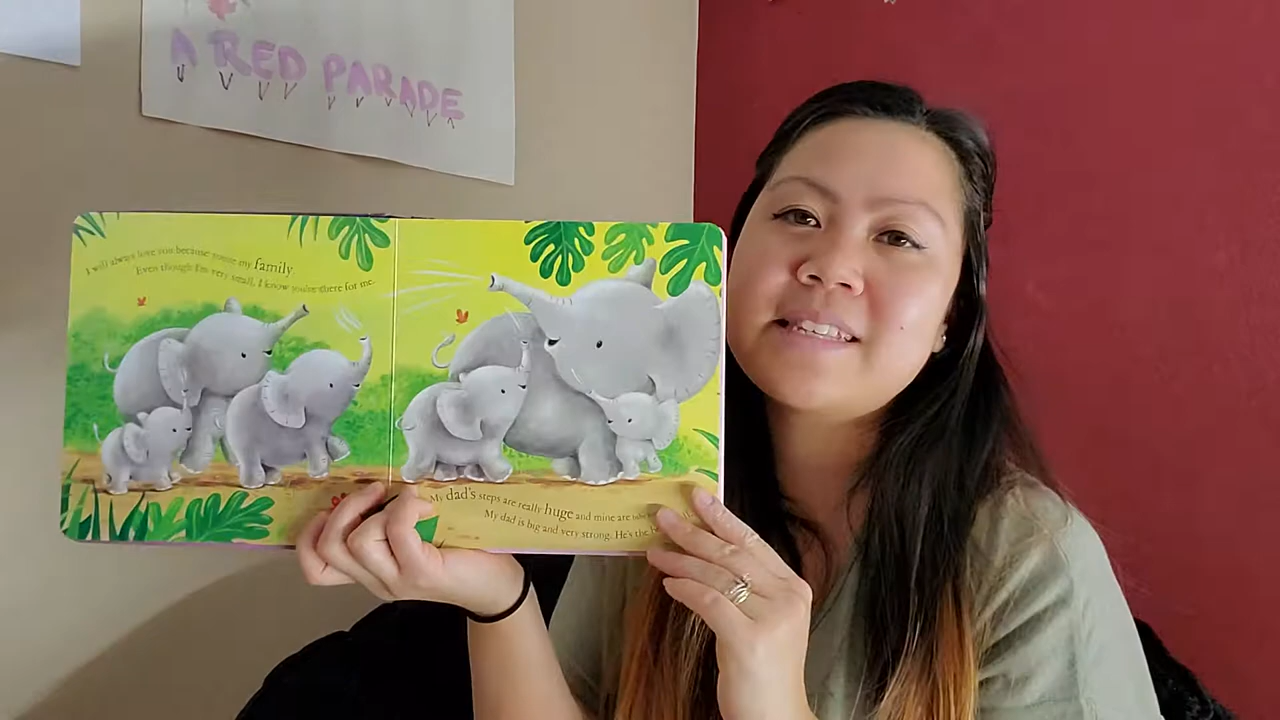 A RED PARADE
I will always love you because you're my family.
Even though I'm very small, I know you're there for me.
My dad's steps are really huge and mine are
My dad is big and very strong. He's the